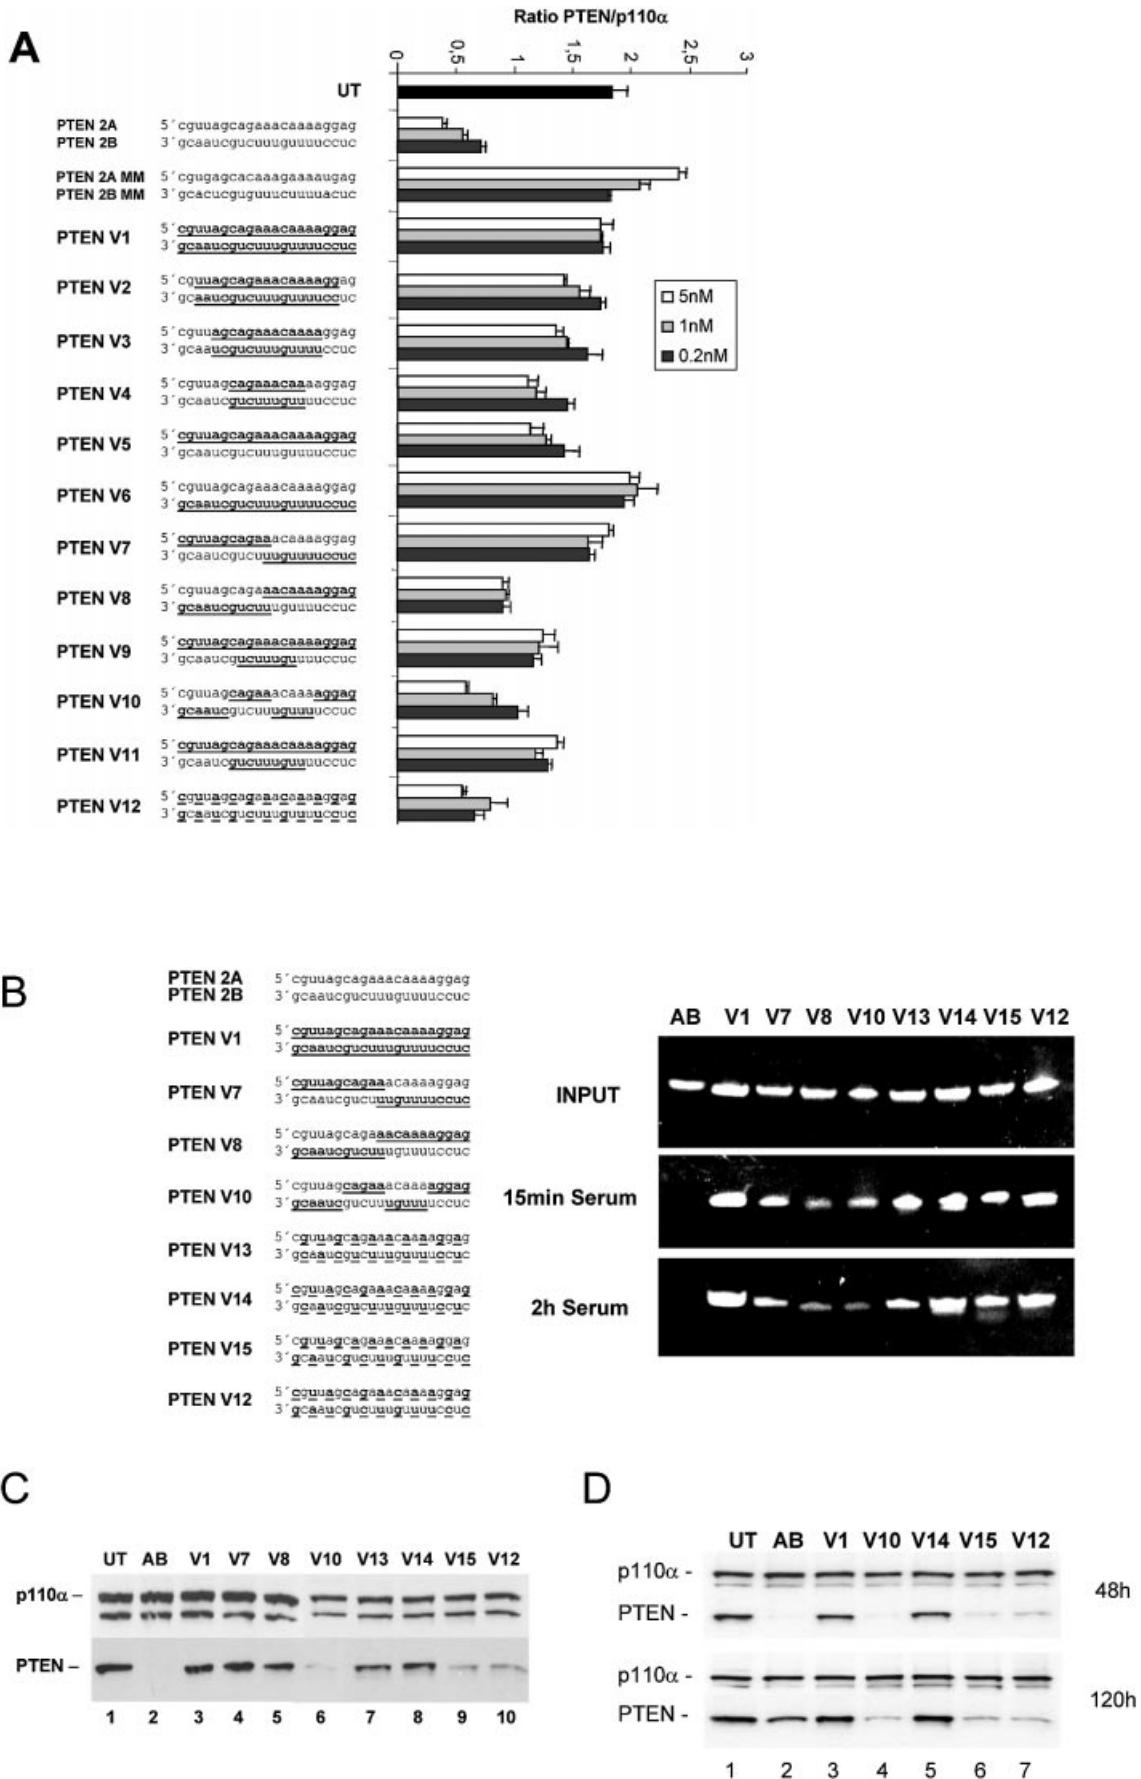 A
Ratio PTEN/p110α
0 0,5 1 1,5 2 2,5 3
UT
PTEN 2A 5´cguuagcagaaacaaaaggag
PTEN 2B 3´gcaaucgucuuuguuuuccuc
PTEN 2A MM 5´cgugagcacaaagaaaaugag
PTEN 2B MM 3´gcacucguguuucuuuuacuc
PTEN V1 5´cguuagcagaaacaaaaggag
3´gcaaucgucuuuguuuuccuc
PTEN V2 5´cguuagcagaaacaaaaggag
3´gcaaucgucuuuguuuuccuc
PTEN V3 5´cguuagcagaaacaaaaggag
3´gcaaucgucuuuguuuuccuc
PTEN V4 5´cguuagcagaaacaaaaggag
3´gcaaucgucuuuguuuuccuc
PTEN V5 5´cguuagcagaaacaaaaggag
3´gcaaucgucuuuguuuuccuc
PTEN V6 5´cguuagcagaaacaaaaggag
3´gcaaucgucuuuguuuuccuc
PTEN V7 5´cguuagcagaaacaaaaggag
3´gcaaucgucuuuguuuuccuc
PTEN V8 5´cguuagcagaaacaaaaggag
3´gcaaucgucuuuguuuuccuc
PTEN V9 5´cguuagcagaaacaaaaggag
3´gcaaucgucuuuguuuuccuc
PTEN V10 5´cguuagcagaaacaaaaggag
3´gcaaucgucuuuguuuuccuc
PTEN V11 5´cguuagcagaaacaaaaggag
3´gcaaucgucuuuguuuuccuc
PTEN V12 5´cguuagcagaaacaaaaggag
3´gcaaucgucuuuguuuuccuc
5nM
1nM
0.2nM
B
PTEN 2A 5´cguuagcagaaacaaaaggag
PTEN 2B 3´gcaaucgucuuuguuuuccuc
PTEN V1 5´cguuagcagaaacaaaaggag
3´gcaaucgucuuuguuuuccuc
PTEN V7 5´cguuagcagaaacaaaaggag
3´gcaaucgucuuuguuuuccuc
PTEN V8 5´cguuagcagaaacaaaaggag
3´gcaaucgucuuuguuuuccuc
PTEN V10 5´cguuagcagaaacaaaaggag
3´gcaaucgucuuuguuuuccuc
PTEN V13 5´cguuagcagaaacaaaaggag
3´gcaaucgucuuuguuuuccuc
PTEN V14 5´cguuagcagaaacaaaaggag
3´gcaaucgucuuuguuuuccuc
PTEN V15 5´cguuagcagaaacaaaaggag
3´gcaaucgucuuuguuuuccuc
PTEN V12 5´cguuagcagaaacaaaaggag
3´gcaaucgucuuuguuuuccuc
AB V1 V7 V8 V10 V13 V14 V15 V12
INPUT
15min Serum
2h Serum
C
UT AB V1 V7 V8 V10 V13 V14 V15 V12
p110α –
PTEN –
1 2 3 4 5 6 7 8 9 10
D
UT AB V1 V10 V14 V15 V12
p110α -
PTEN -
48h
p110α -
PTEN -
120h
1 2 3 4 5 6 7